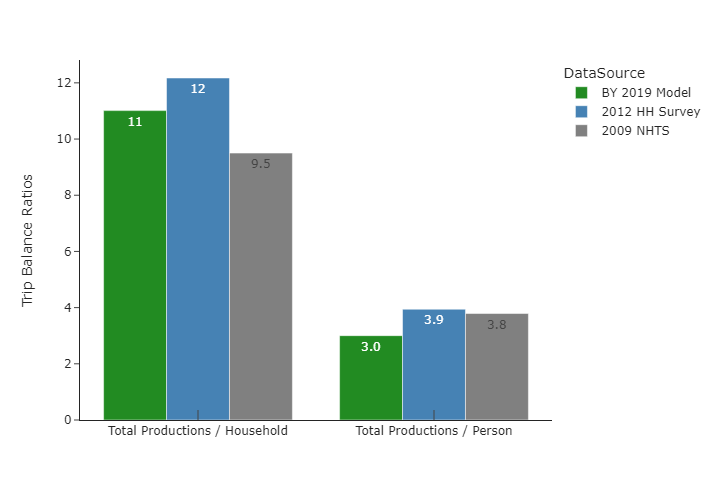 DataSource
BY 2019 Model
2012 HH Survey
2009 NHTS
Trip Balance Ratios
12
10
8
6
4
2
0
11
12
9.5
3.0
3.9
3.8
Total Productions / Household
Total Productions / Person